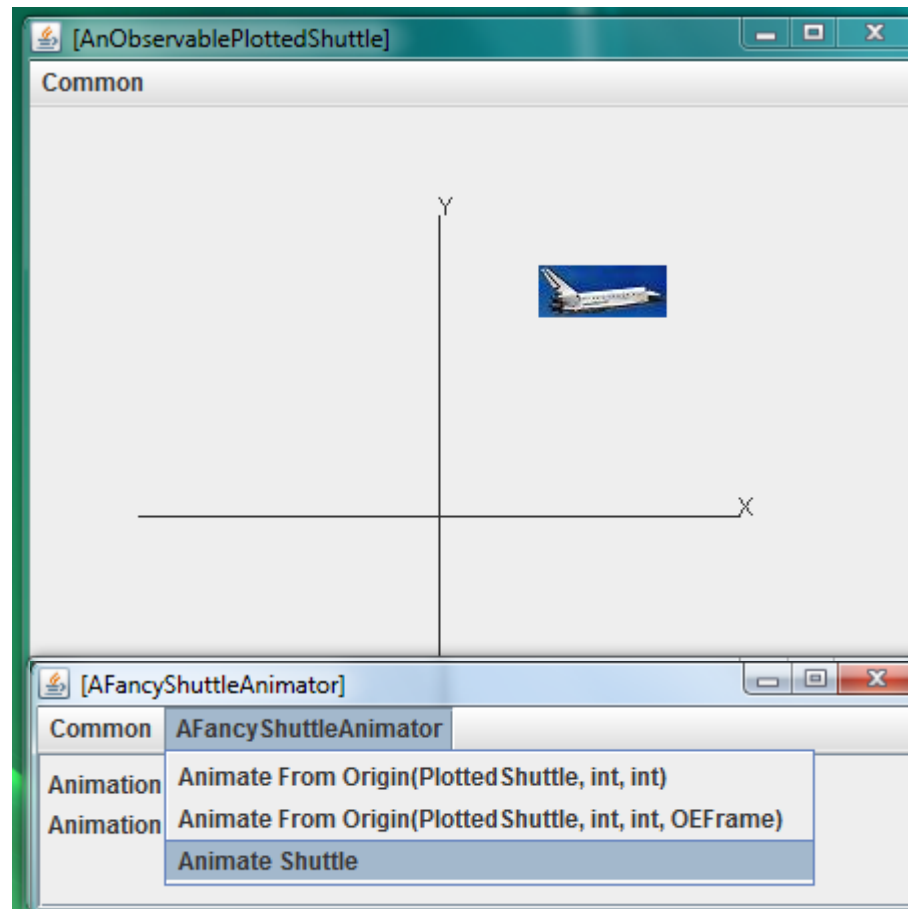 [AnObservablePlottedShuttle]
Common
Y
X
[AFancyShuttleAnimator]
Common AFancyShuttleAnimator
Animation
Animate From Origin(PlottedShuttle, int, int)
Animation
Animate From Origin(PlottedShuttle, int, int, OEFrame)
Animate Shuttle